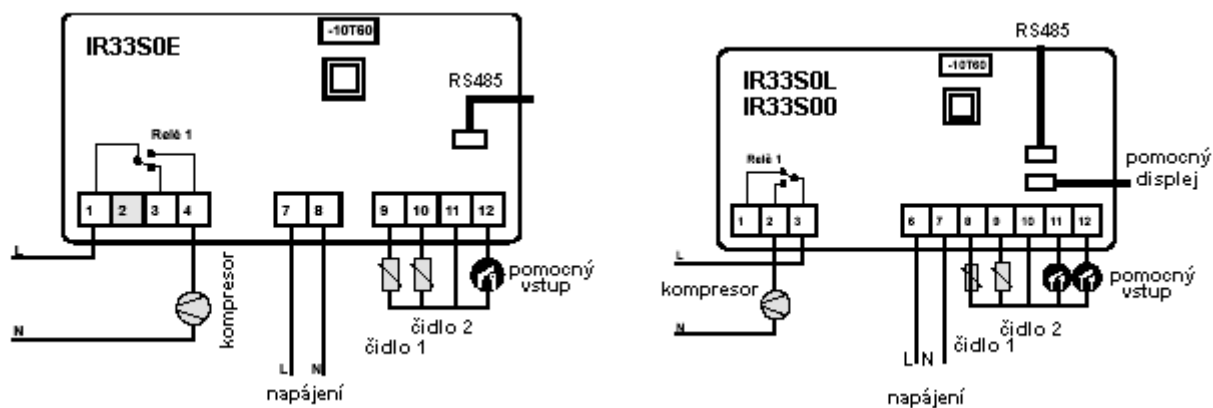 IR33S0E
-10T60
RS485
Relè 1
1 2 3 4 7 8 9 10 11 12
L
N
kompresor
pomocný
vstup
čidlo 2
čidlo 1
L N
napájení
RS485
IR33S0L
IR33S00
-10T60
Relè 1
pomocný
displej
1 2 3 6 7 8 9 10 11 12
L
kompresor
N
pomocný
vstup
čidlo 2
čidlo 1
L N
napájení